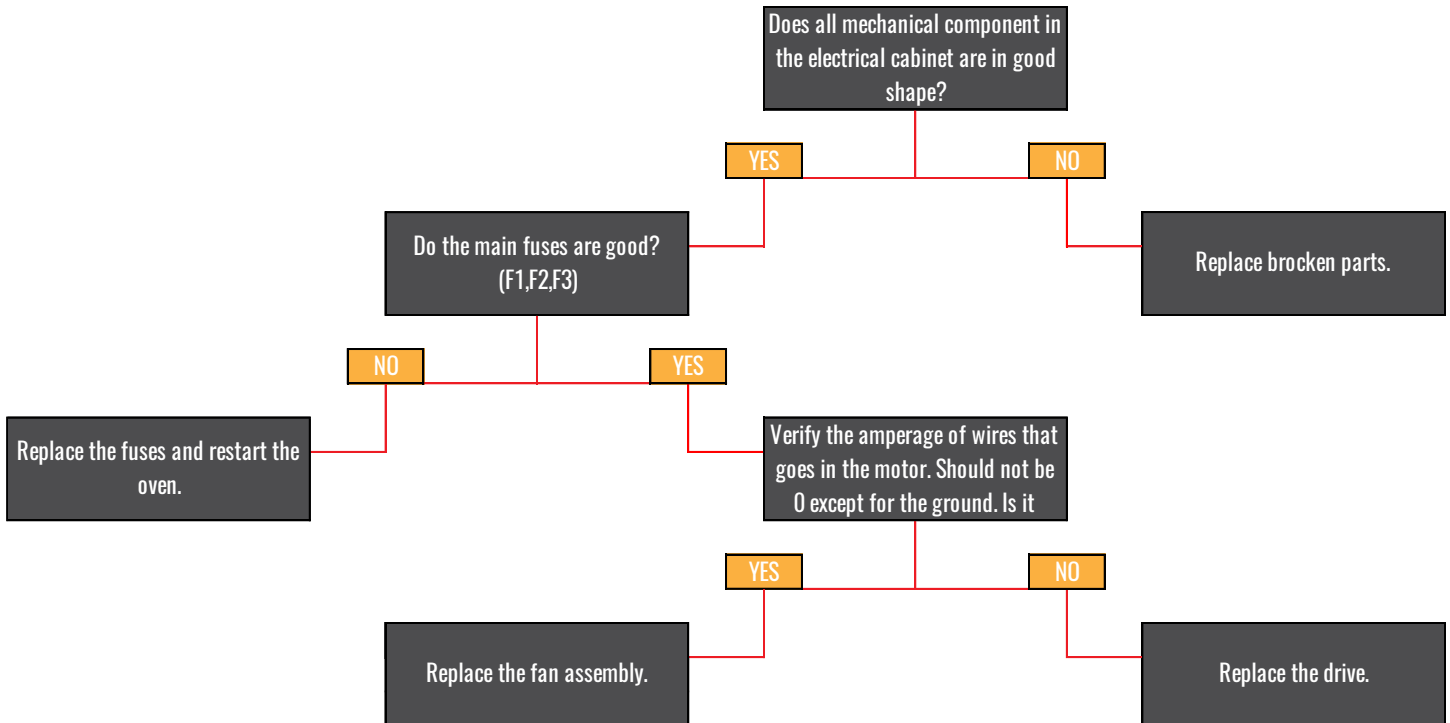 Does all mechanical component in
the electrical cabinet are in good
shape?
YES
NO
Do the main fuses are good?
(F1,F2,F3)
Replace brocken parts.
NO
YES
Replace the fuses and restart the
oven.
Verify the amperage of wires that
goes in the motor. Should not be
0 except for the ground. Is it
YES
NO
Replace the fan assembly.
Replace the drive.